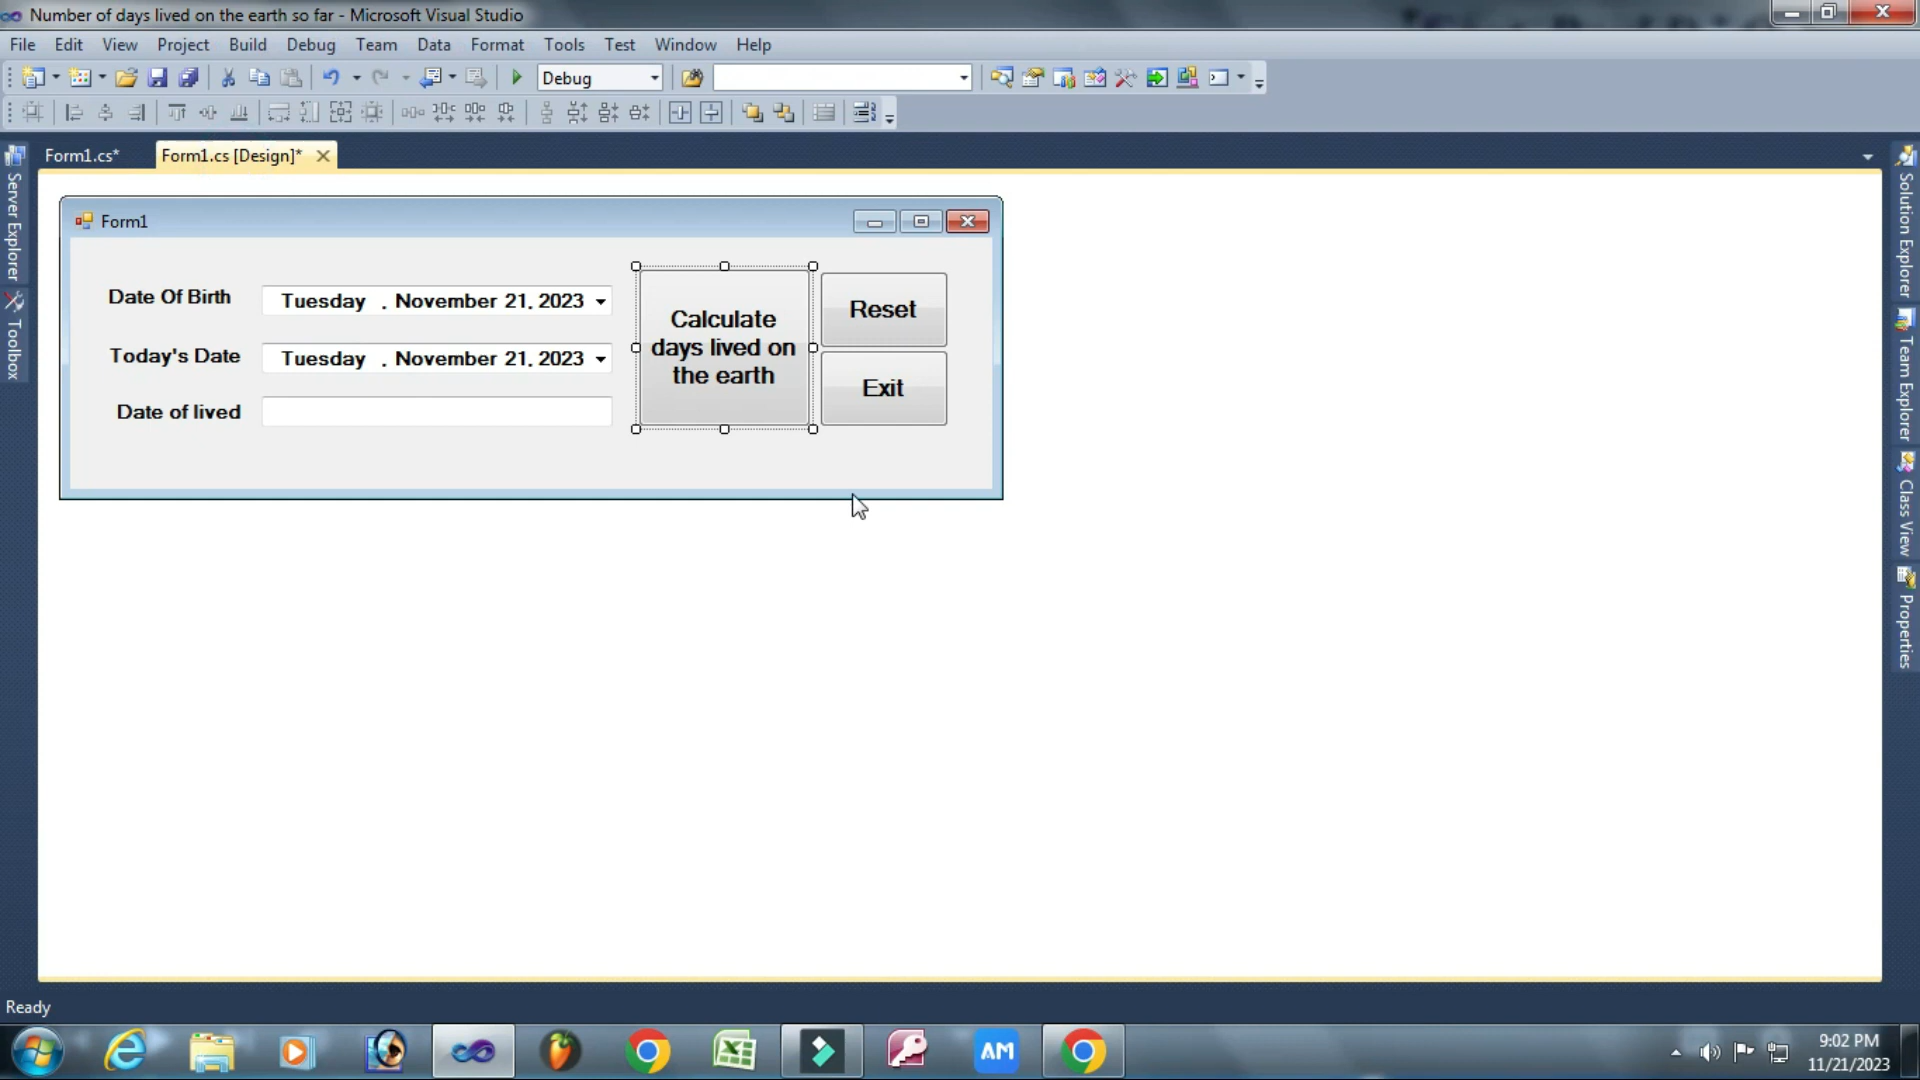 Number of days lived on the earth so far - Microsoft Visual Studio
File Edit View Project Build Debug Team Data Format Tools Test Window Help
Debug
Form1.cs*
Form1.cs [Design]*
Server Explorer
Toolbox
Form1
Date Of Birth
Tuesday , November 21, 2023
Today's Date
Tuesday , November 21, 2023
Date of lived
Calculate
days lived on
the earth
Reset
Exit
Solution Explorer
Team Explorer
Class View
Properties
Ready
AM
9:02 PM
11/21/2023